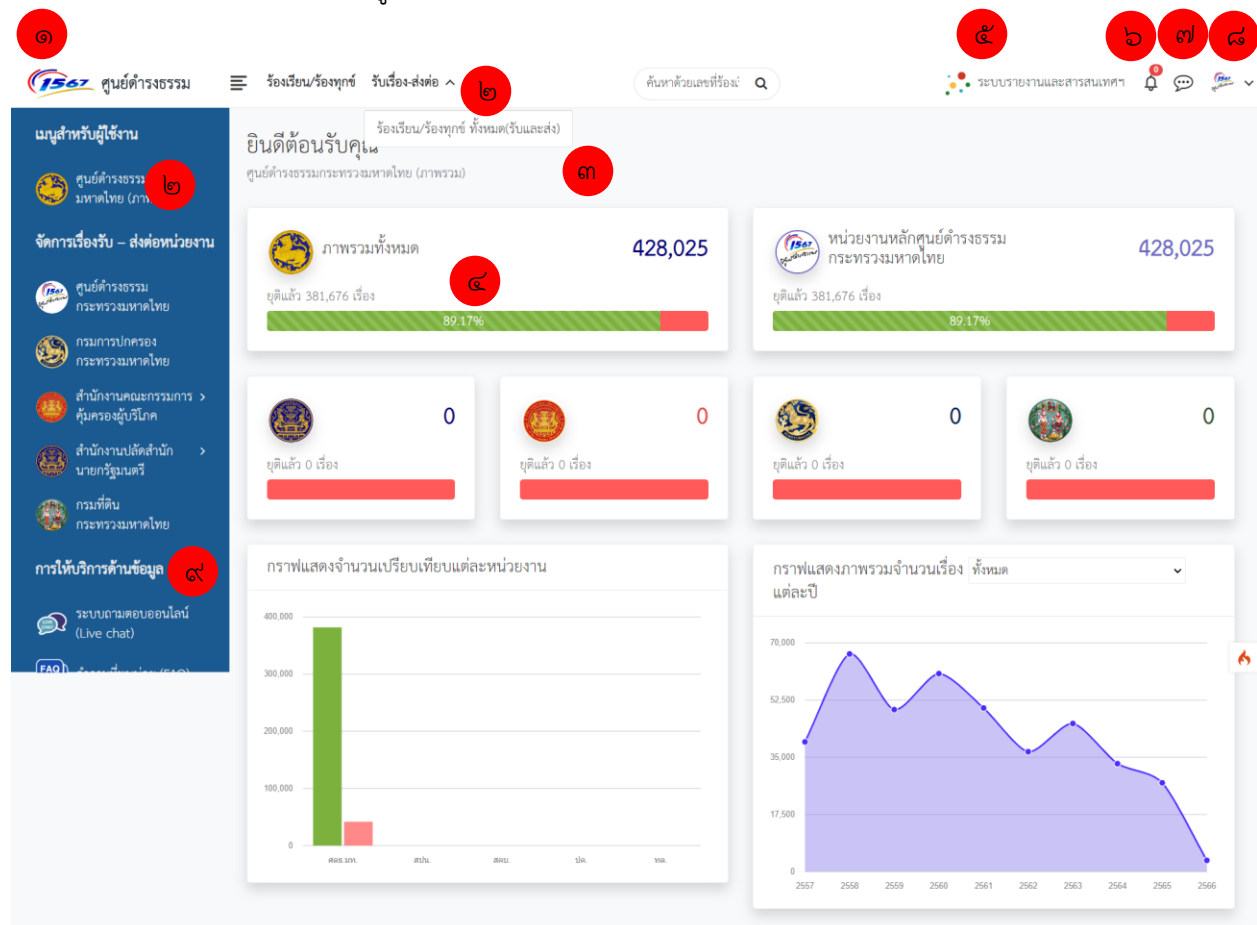 ๑
๕
๖
๗
๘
1567 ศูนย์ดำรงธรรม
ร้องเรียน/ร้องทุกข์
รับเรื่อง-ส่งต่อ
๒
ค้นหาด้วยเลขที่ร้องเ
ระบบรายงานและสารสนเทศฯ
0
ร้องเรียน/ร้องทุกข์ ทั้งหมด(รับและส่ง)
เมนูสำหรับผู้ใช้งาน
ศูนย์ดำรงธรร
มหาดไทย (ภา
๒
จัดการเรื่องรับ – ส่งต่อหน่วยงาน
ศูนย์ดำรงธรรม
กระทรวงมหาดไทย
กรมการปกครอง
กระทรวงมหาดไทย
สำนักงานคณะกรรมการ
คุ้มครองผู้บริโภค
สำนักงานปลัดสำนัก
นายกรัฐมนตรี
กรมที่ดิน
กระทรวงมหาดไทย
การให้บริการด้านข้อมูล
๙
ระบบถามตอบออนไลน์
(Live chat)
FAQ
ยินดีต้อนรับคุณ
ศูนย์ดำรงธรรมกระทรวงมหาดไทย (ภาพรวม)
๓
ภาพรวมทั้งหมด
428,025
๔
ยุติแล้ว 381,676 เรื่อง
89.17%
1567
หน่วยงานหลักศูนย์ดำรงธรรม
กระทรวงมหาดไทย
428,025
ยุติแล้ว 381,676 เรื่อง
89.17%
0
ยุติแล้ว 0 เรื่อง
0
ยุติแล้ว 0 เรื่อง
0
ยุติแล้ว 0 เรื่อง
0
ยุติแล้ว 0 เรื่อง
กราฟแสดงจำนวนเปรียบเทียบแต่ละหน่วยงาน
400,000
300,000
200,000
100,000
0
ศดธ.มท.
สปน.
สคบ.
ปค.
ทด.
กราฟแสดงภาพรวมจำนวนเรื่อง
แต่ละปี
ทั้งหมด
70,000
52,500
35,000
17,500
0
2557
2558
2559
2560
2561
2562
2563
2564
2565
2566